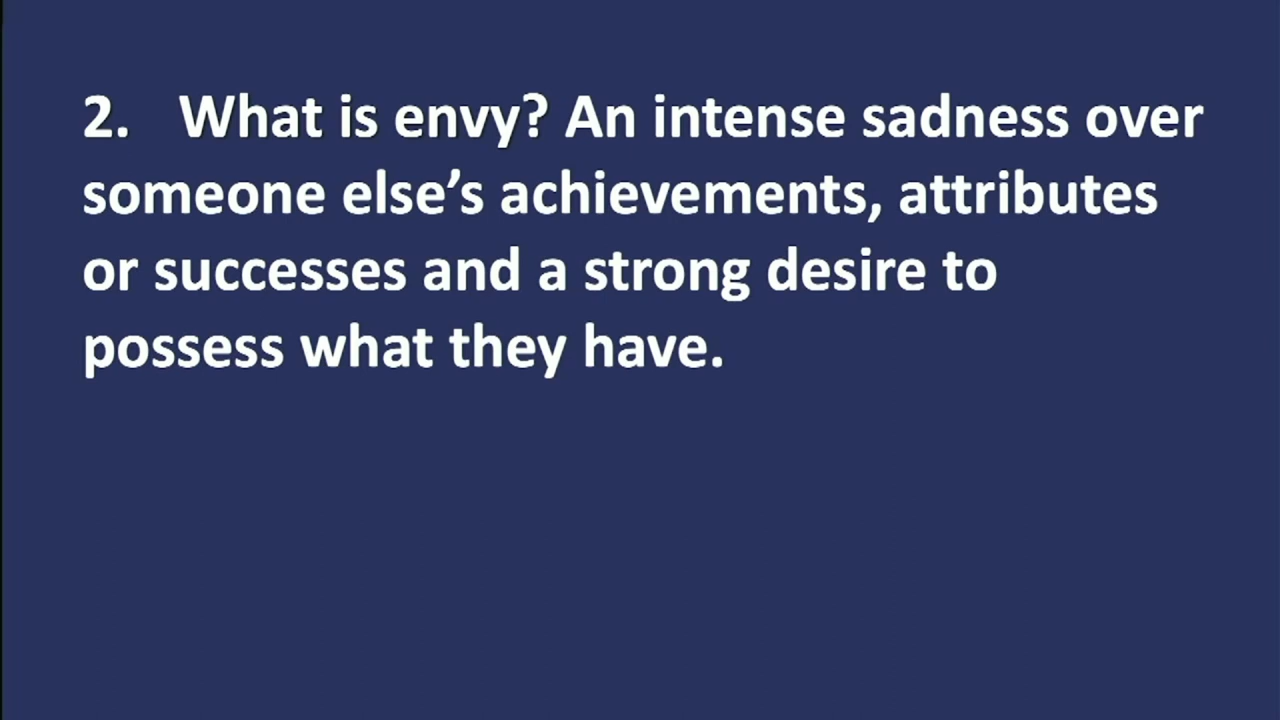 2. What is envy? An intense sadness over
someone else’s achievements, attributes
or successes and a strong desire to
possess what they have.